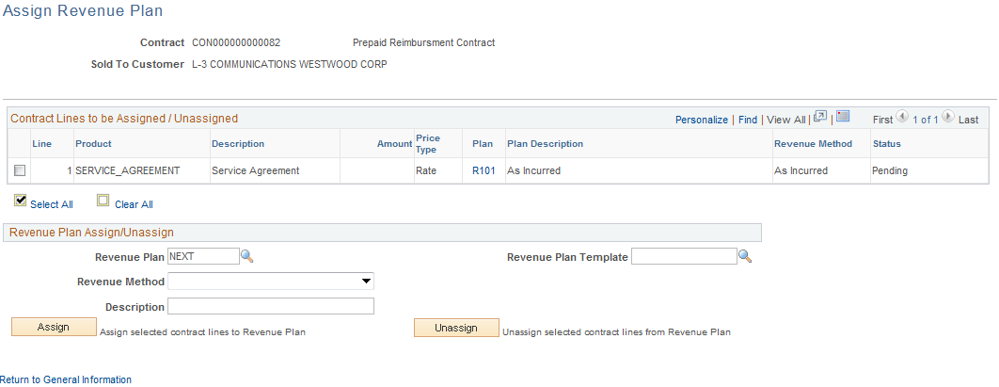 Assign Revenue Plan
Contract CON000000000082 Prepaid Reimbursment Contract
Sold To Customer L-3 COMMUNICATIONS WESTWOOD CORP
Contract Lines to be Assigned / Unassigned Personalize | Find | View All | | First 1 of 1 Last
Line Product Description Amount Price Type Plan Plan Description Revenue Method Status
1 SERVICE_AGREEMENT Service Agreement Rate R101 As Incurred As Incurred Pending
Select All Clear All
Revenue Plan Assign/Unassign
Revenue Plan NEXT Revenue Plan Template
Revenue Method
Description
Assign Assign selected contract lines to Revenue Plan Unassign Unassign selected contract lines from Revenue Plan
Return to General Information